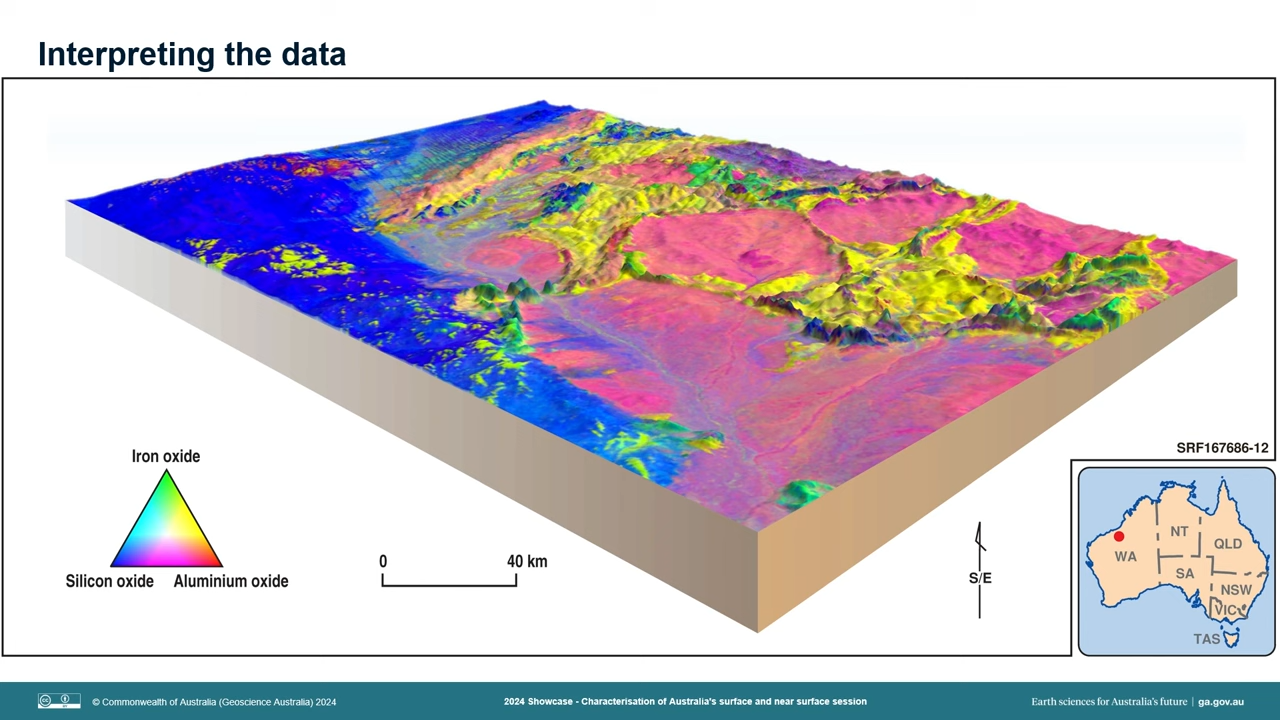 Interpreting the data
SRF167686-12
Iron oxide
Silicon oxide Aluminium oxide
0 40 km
S/E
NT
QLD
WA
SA
NSW
VIC
TAS
© Commonwealth of Australia (Geoscience Australia) 2024
2024 Showcase - Characterisation of Australia's surface and near surface session
Earth sciences for Australia's future | ga.gov.au